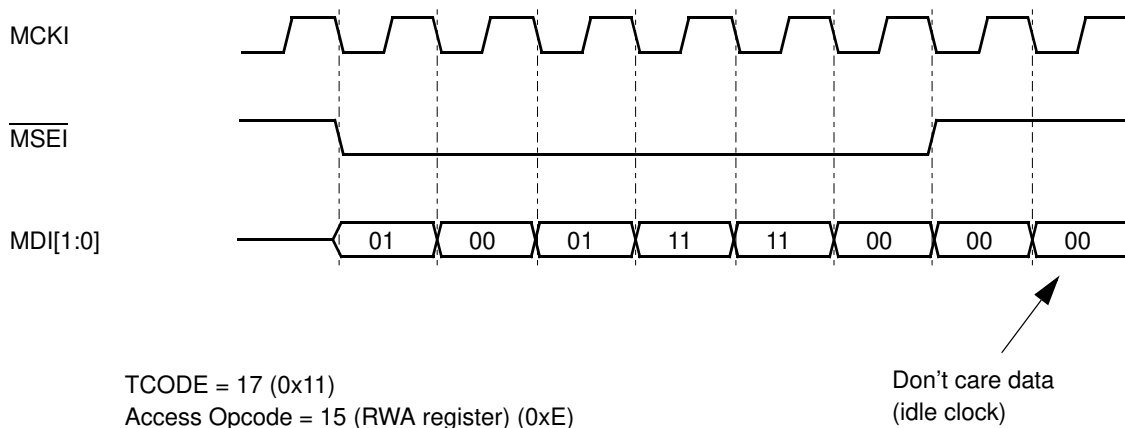 MCKI
MSEI
MDI[1:0]
01 00 01 11 11 00 00 00
TCODE = 17 (0x11)
Access Opcode = 15 (RWA register) (0xE)
Don't care data
(idle clock)